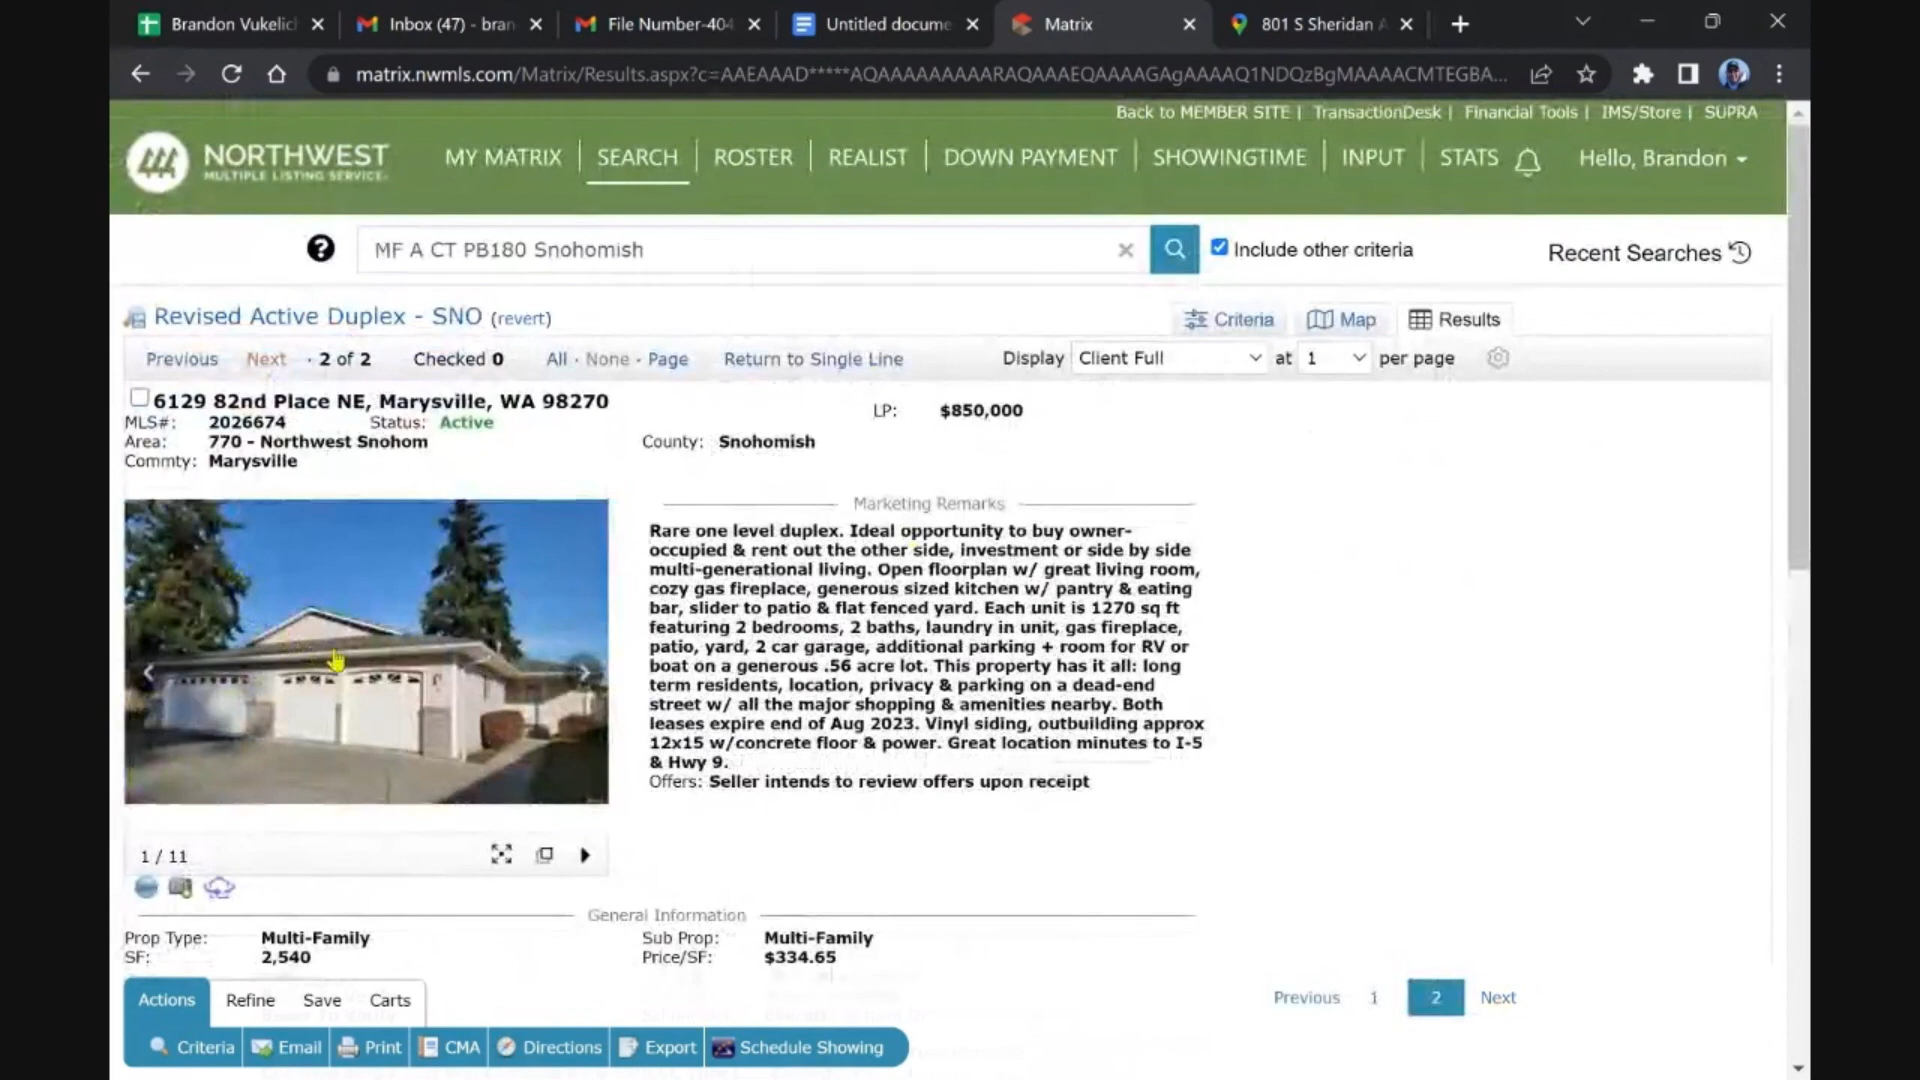 Brandon Vukelic
Inbox (47) - bran
File Number-404
Untitled docume
Matrix
801 S Sheridan A
matrix.nwmls.com/Matrix/Results.aspx?c=AAEAAAD*****AQAAAAAAAAARAQAAAEQAAAAGAgAAAAQ1NDQzBgMAAAACMTEGBA...
Back to MEMBER SITE | TransactionDesk | Financial Tools | IMS/Store | SUPRA
NORTHWEST
MULTIPLE LISTING SERVICE
MY MATRIX SEARCH ROSTER REALIST DOWN PAYMENT SHOWINGTIME INPUT STATS Hello, Brandon
MF A CT PB180 Snohomish
Include other criteria
Recent Searches
Revised Active Duplex - SNO (revert)
Criteria Map Results
Previous Next · 2 of 2 Checked 0 All · None · Page Return to Single Line Display Client Full at 1 per page
6129 82nd Place NE, Marysville, WA 98270
LP: $850,000
MLS#: 2026674 Status: Active
Area: 770 - Northwest Snohom County: Snohomish
Commty: Marysville
Marketing Remarks
Rare one level duplex. Ideal opportunity to buy owner-
occupied & rent out the other side, investment or side by side
multi-generational living. Open floorplan w/ great living room,
cozy gas fireplace, generous sized kitchen w/ pantry & eating
bar, slider to patio & flat fenced yard. Each unit is 1270 sq ft
featuring 2 bedrooms, 2 baths, laundry in unit, gas fireplace,
patio, yard, 2 car garage, additional parking + room for RV or
boat on a generous .56 acre lot. This property has it all: long
term residents, location, privacy & parking on a dead-end
street w/ all the major shopping & amenities nearby. Both
leases expire end of Aug 2023. Vinyl siding, outbuilding approx
12x15 w/concrete floor & power. Great location minutes to I-5
& Hwy 9.
Offers: Seller intends to review offers upon receipt
1 / 11
General Information
Prop Type: Multi-Family Sub Prop: Multi-Family
SF: 2,540 Price/SF: $334.65
Actions Refine Save Carts
Previous 1 2 Next
Criteria Email Print CMA Directions Export Schedule Showing